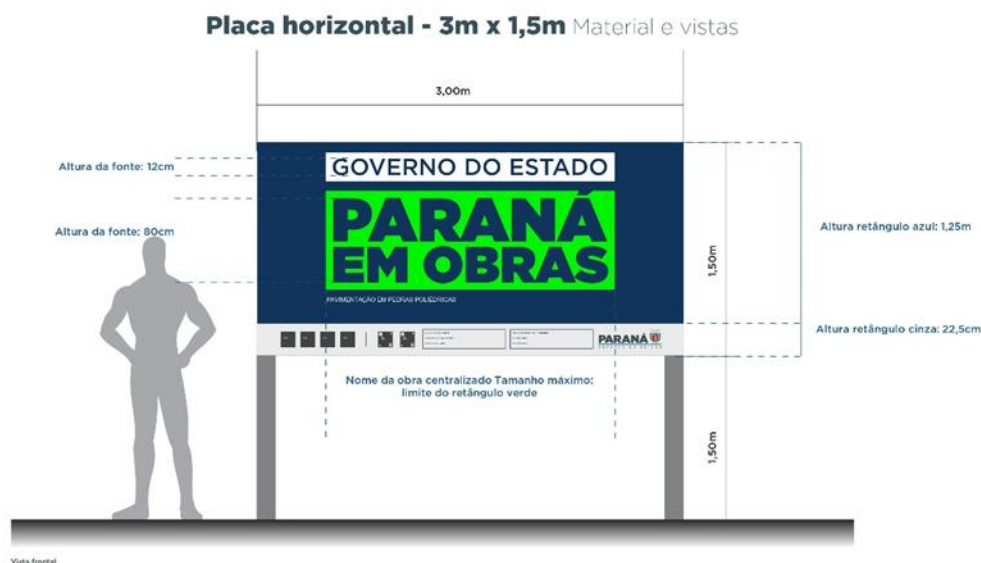 Placa horizontal - 3m x 1,5m Material e vistas
3,00m
Altura da fonte: 12cm
GOVERNO DO ESTADO
PARANÁ
EM OBRAS
Altura da fonte: 80cm
Altura retângulo azul: 1,25m
1,50m
PAVIMENTAÇÃO EM PEDRAS POLIÉDRICAS
Altura retângulo cinza: 22,5cm
PARANÁ
Nome da obra centralizado Tamanho máximo:
limite do retângulo verde
1,50m
Vista frontal